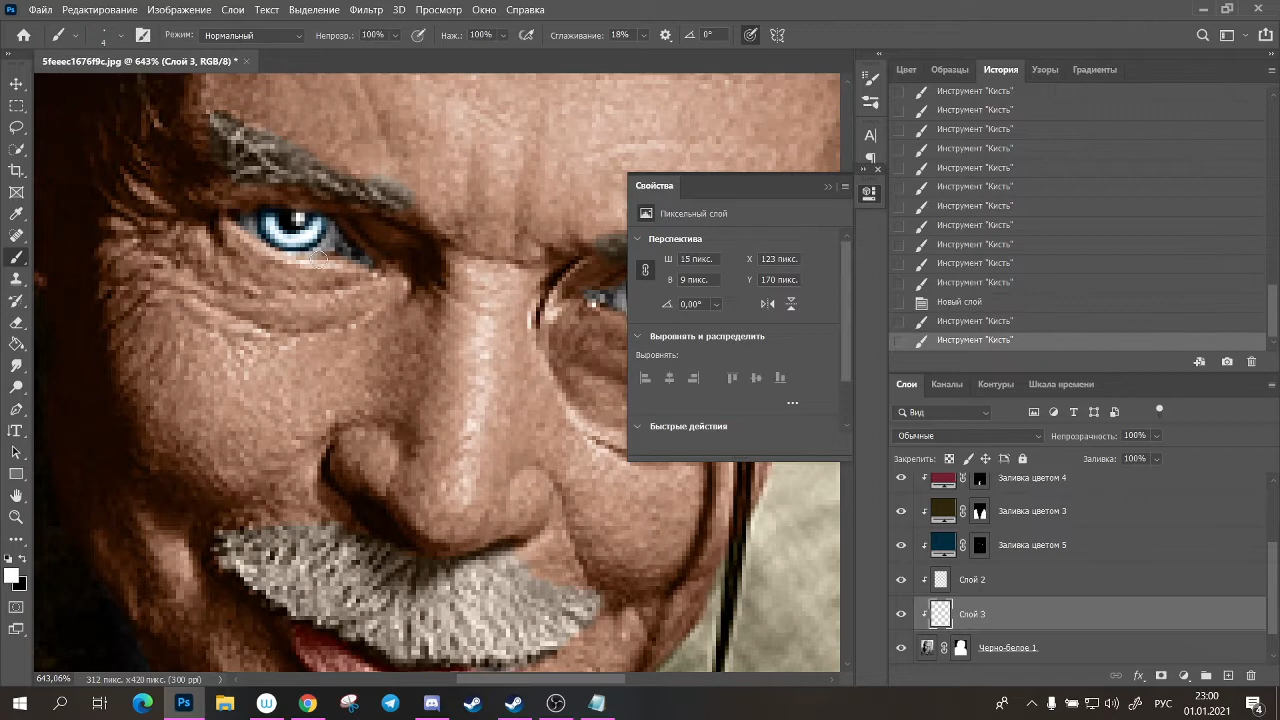 Файл Редактирование Изображение Слои Текст Выделение Фильтр 3D Просмотр Окно Справка
4 Режим: Нормальный Непрозр.: 100% Наж.: 100% Сглаживание: 18% 0°
5feeec1676f9c.jpg @ 643% (Слой 3, RGB/8) *
Цвет Образцы История Узоры Градиенты
Инструмент "Кисть"
Инструмент "Кисть"
Инструмент "Кисть"
Инструмент "Кисть"
Инструмент "Кисть"
Инструмент "Кисть"
Инструмент "Кисть"
Инструмент "Кисть"
Инструмент "Кисть"
Инструмент "Кисть"
Инструмент "Кисть"
Новый слой
Инструмент "Кисть"
Инструмент "Кисть"
Свойства
Пиксельный слой
Перспектива
Ш 15 пикс. X 123 пикс.
В 9 пикс. Y 170 пикс.
0,00°
Выровнять и распределить
Выровнять:
Быстрые действия
Слои Каналы Контуры Шкала времени
Вид
Обычные Непрозрачность: 100%
Закрепить: Заливка: 100%
Заливка цветом 4
Заливка цветом 3
Заливка цветом 5
Слой 2
Слой 3
Черно-белое 1
643,06% 312 пикс. x420 пикс. (300 ppi)
РУС 23:00 01.01.2021 4